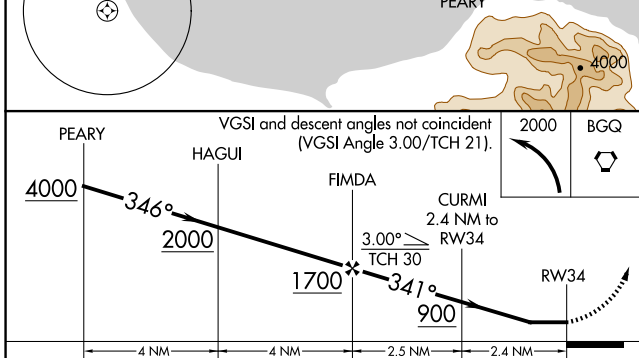 PEARY
4000
VGSI and descent angles not coincident
(VGSI Angle 3.00/TCH 21).
2000
BGQ
PEARY
HAGUI
FIMDA
CURMI
2.4 NM to
RW34
RW34
4000
346°
2000
3.00°
TCH 30
1700
341°
900
4 NM
4 NM
2.5 NM
2.4 NM